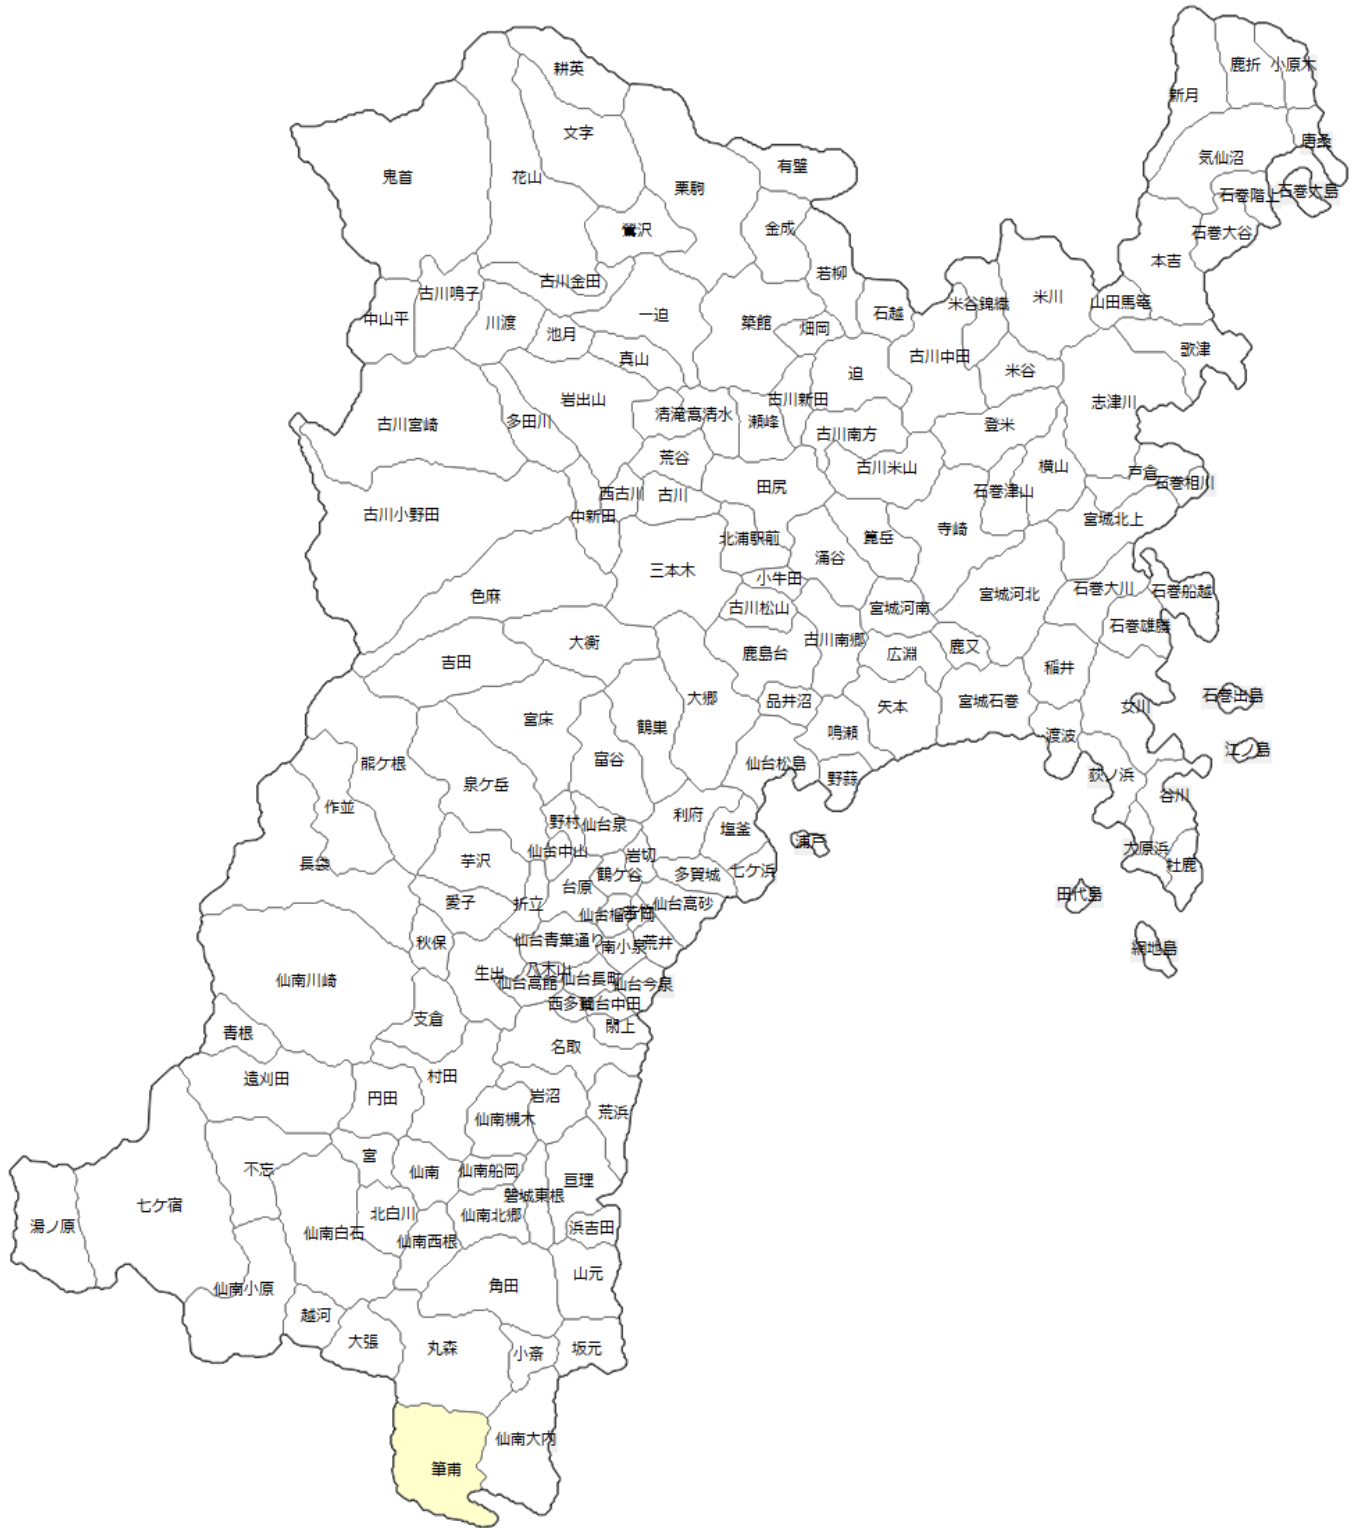 耕英
鹿折
小原木
新月
文字
唐桑
有壁
気仙沼
鬼首
花山
栗駒
石巻階上
石巻大島
鶯沢
金成
石巻大谷
本吉
若柳
古川金田
古川鳴子
米川
米谷錦織
山田馬篭
中山平
川渡
一迫
築館
畑岡
石越
池月
歌津
真山
古川中田
迫
米谷
岩出山
古川新田
志津川
清滝
高清水
瀬峰
古川宮崎
多田川
古川南方
登米
荒谷
古川米山
横山
戸倉
石巻相川
西古川
古川
田尻
石巻津山
古川小野田
中新田
宮城北上
寺崎
北浦駅前
箟岳
涌谷
三本木
小牛田
色麻
古川松山
宮城河南
宮城河北
石巻大川
石巻船越
石巻雄勝
大衡
古川南郷
鹿又
吉田
鹿島台
広淵
稲井
大郷
品井沼
矢本
宮城石巻
石巻出島
女川
宮床
鶴巣
鳴瀬
渡波
江ノ島
熊ケ根
富谷
仙台松島
野蒜
荻ノ浜
泉ケ岳
谷川
作並
利府
野村
仙台泉
塩釜
浦戸
大原浜
仙台中山
岩切
長袋
芋沢
鶴ケ谷
多賀城
七ケ浜
牡鹿
台原
田代島
愛子
折立
仙台高砂
仙台榴ケ岡
秋保
仙台青葉通り
南小泉
荒井
網地島
生出
八木山
仙台高舘
仙台長町
仙台今泉
仙南川崎
仙台中田
支倉
閖上
青根
名取
遠刈田
村田
円田
岩沼
荒浜
仙南槻木
宮
不忘
仙南
仙南船岡
亘理
磐城東根
七ケ宿
北白川
仙南北郷
湯ノ原
仙南白石
浜吉田
仙南西根
山元
仙南小原
角田
越河
大張
丸森
小斎
坂元
仙南大内
筆甫